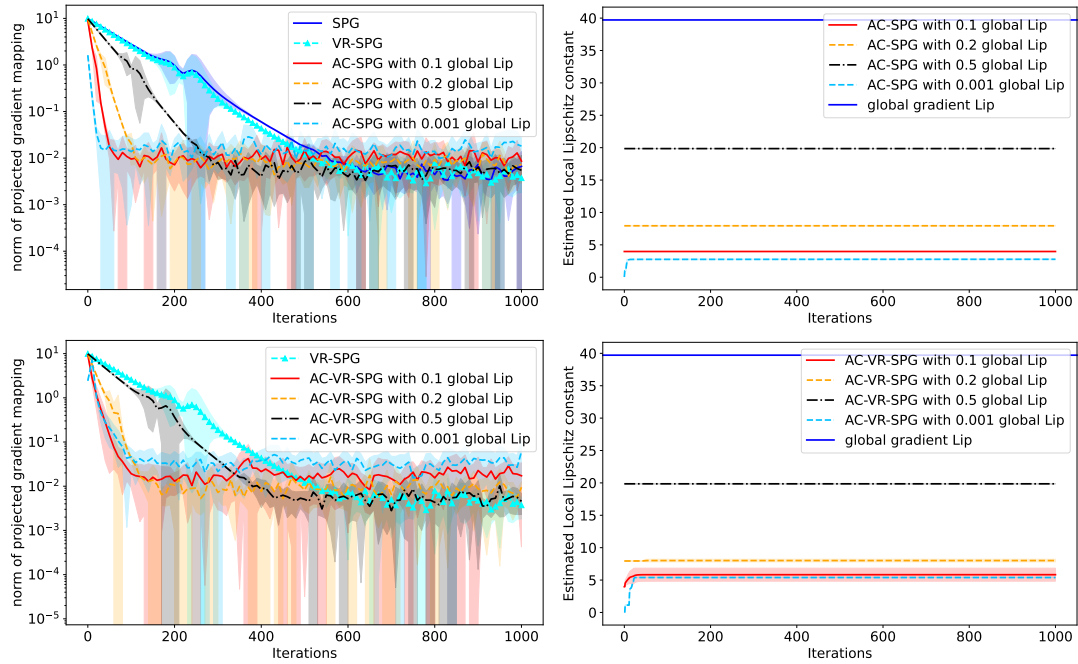 norm of projected gradient mapping
10¹
10⁰
10⁻¹
10⁻²
10⁻³
10⁻⁴
SPG
VR-SPG
AC-SPG with 0.1 global Lip
AC-SPG with 0.2 global Lip
AC-SPG with 0.5 global Lip
AC-SPG with 0.001 global Lip
0 200 400 600 800 1000
Iterations
Estimated Local Lipschitz constant
40
35
30
25
20
15
10
5
0
AC-SPG with 0.1 global Lip
AC-SPG with 0.2 global Lip
AC-SPG with 0.5 global Lip
AC-SPG with 0.001 global Lip
global gradient Lip
0 200 400 600 800 1000
Iterations
norm of projected gradient mapping
10¹
10⁰
10⁻¹
10⁻²
10⁻³
10⁻⁴
10⁻⁵
VR-SPG
AC-VR-SPG with 0.1 global Lip
AC-VR-SPG with 0.2 global Lip
AC-VR-SPG with 0.5 global Lip
AC-VR-SPG with 0.001 global Lip
0 200 400 600 800 1000
Iterations
Estimated Local Lipschitz constant
40
35
30
25
20
15
10
5
0
AC-VR-SPG with 0.1 global Lip
AC-VR-SPG with 0.2 global Lip
AC-VR-SPG with 0.5 global Lip
AC-VR-SPG with 0.001 global Lip
global gradient Lip
0 200 400 600 800 1000
Iterations